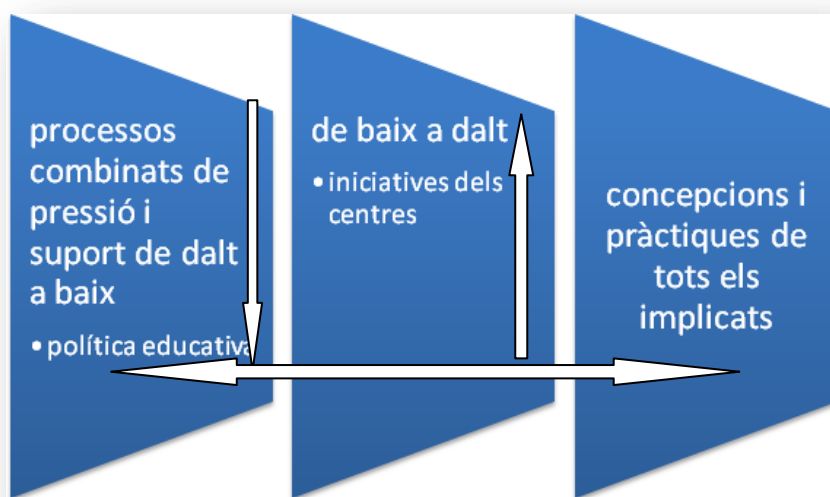 processos
combinats de
pressió i
suport de dalt
a baix
• política educativa
de baix a dalt
• iniciatives dels
centres
concepcions i
pràctiques de
tots els
implicats